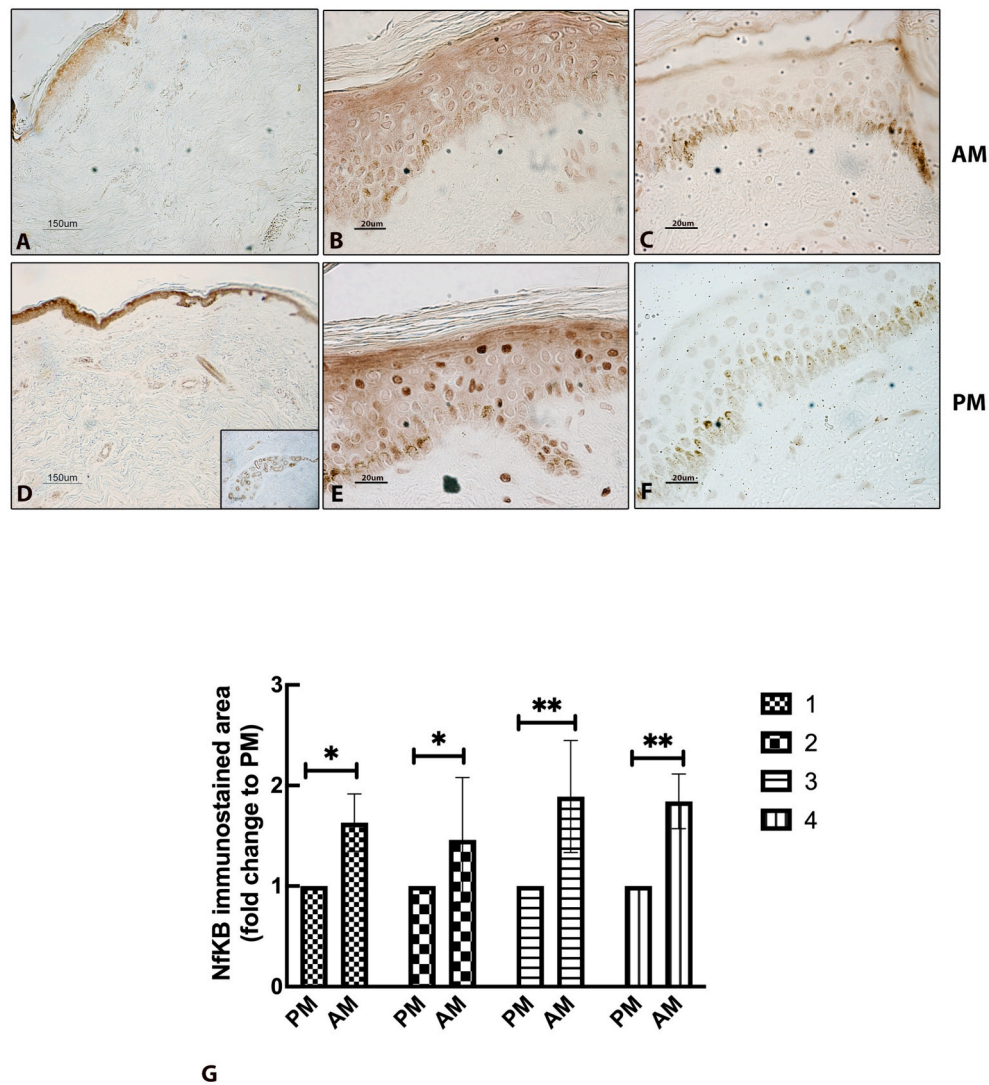 150um
A
20um
B
20um
C
AM
150um
D
20um
E
20um
F
PM
NfKB immunostained area
(fold change to PM)
3
2
1
0
*
*
**
**
PM
AM
PM
AM
PM
AM
PM
AM
1
2
3
4
G